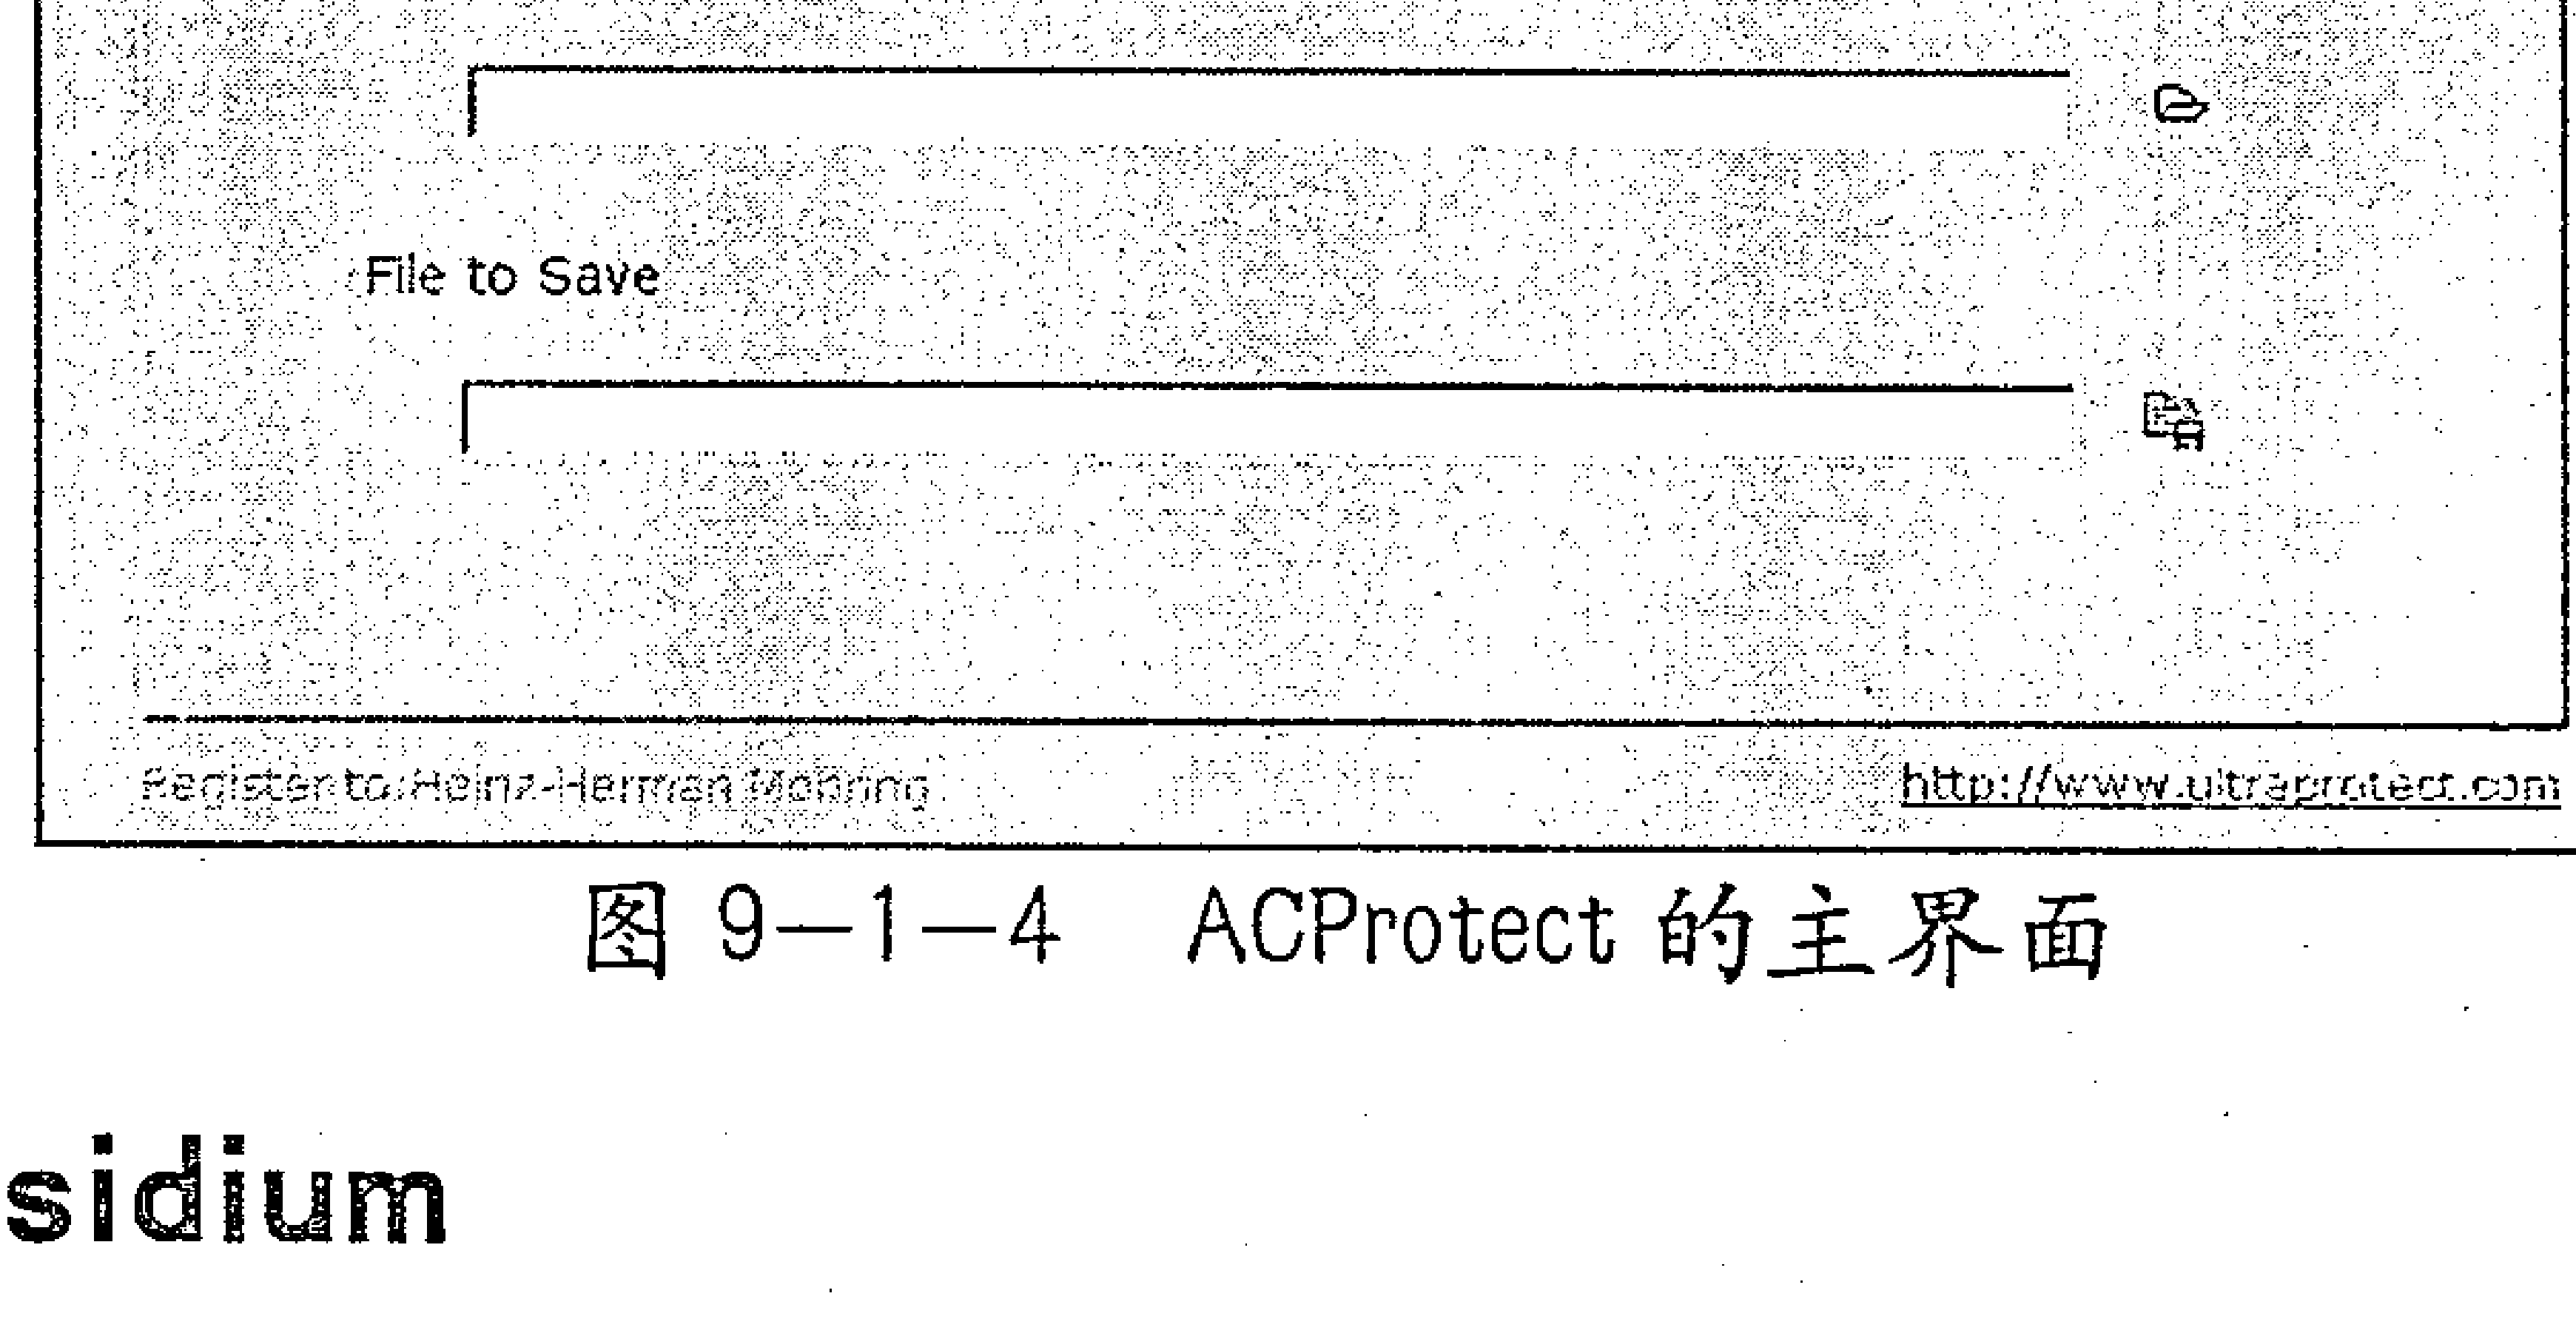 File to Save
Register to: Heinz-Herman Mobring
http://www.ultraprotect.com
图 9－1－4 ACProtect 的主界面
sidium